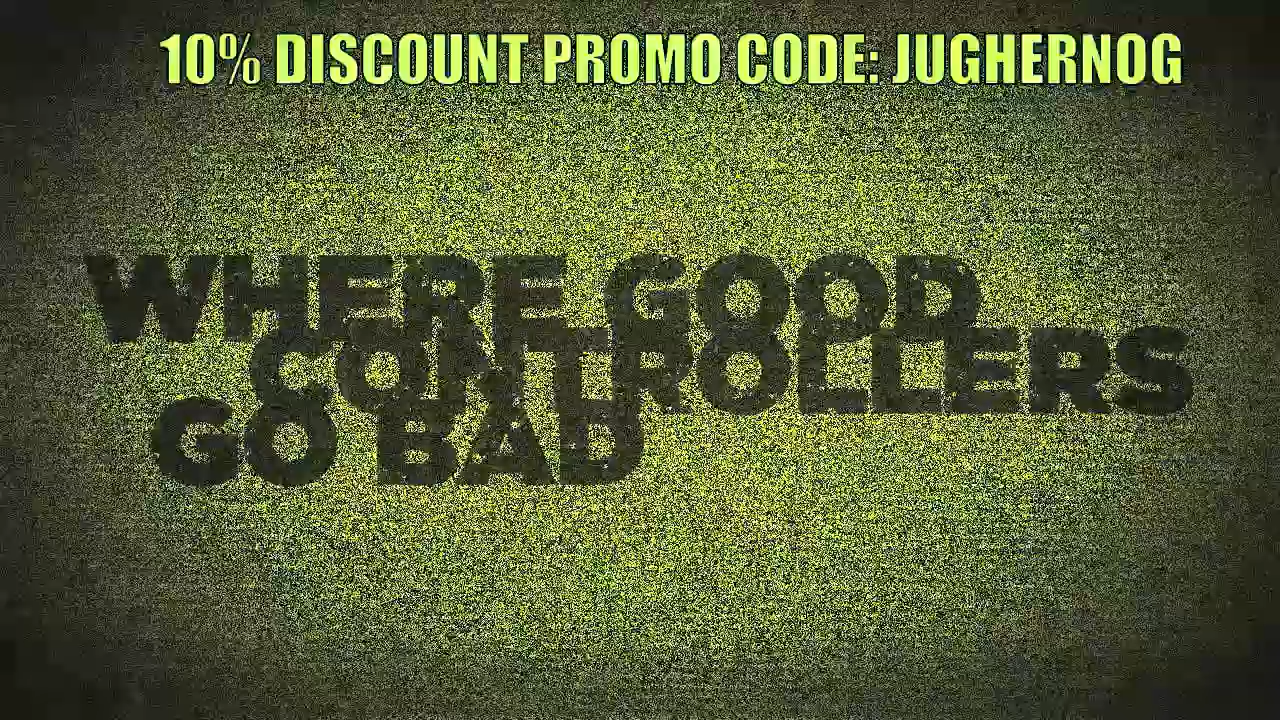 10% DISCOUNT PROMO CODE: JUGHERNOG
WHERE GOOD
CONTROLLERS
GO BAD